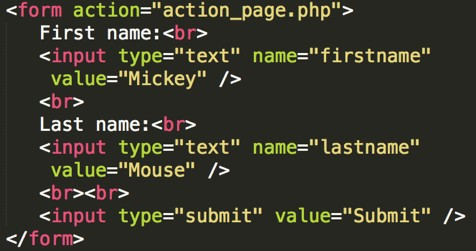 <form action="action_page.php">
First name:<br>
<input type="text" name="firstname"
value="Mickey" />
<br>
Last name:<br>
<input type="text" name="lastname"
value="Mouse" />
<br><br>
<input type="submit" value="Submit" />
</form>